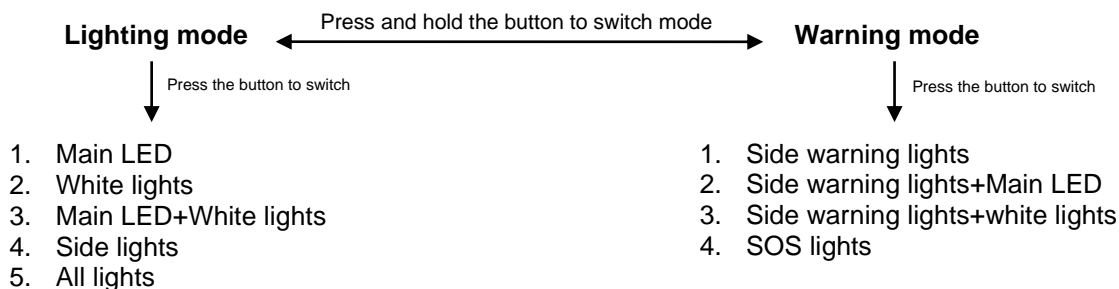 Press and hold the button to switch mode
Lighting mode
Warning mode
Press the button to switch
Press the button to switch
1. Main LED
2. White lights
3. Main LED+White lights
4. Side lights
5. All lights
1. Side warning lights
2. Side warning lights+Main LED
3. Side warning lights+white lights
4. SOS lights